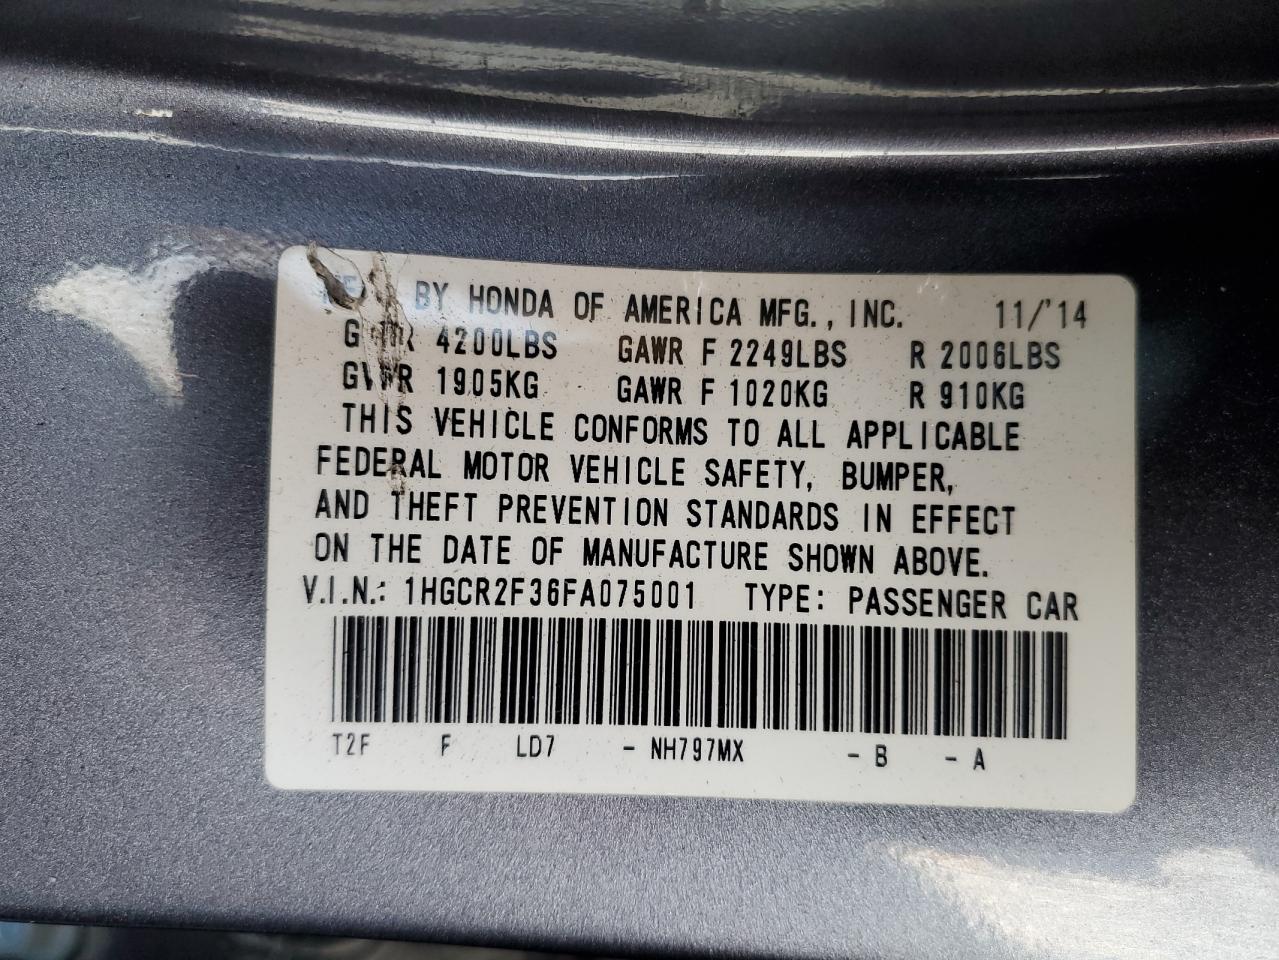 BY HONDA OF AMERICA MFG., INC. 11/'14
4200LBS GAWR F 2249LBS R 2006LBS
GVWR 1905KG GAWR F 1020KG R 910KG
THIS VEHICLE CONFORMS TO ALL APPLICABLE
FEDERAL MOTOR VEHICLE SAFETY, BUMPER,
AND THEFT PREVENTION STANDARDS IN EFFECT
ON THE DATE OF MANUFACTURE SHOWN ABOVE.
V.I.N.: 1HGCR2F36FA075001 TYPE: PASSENGER CAR
T2F F LD7 - NH797MX - B - A